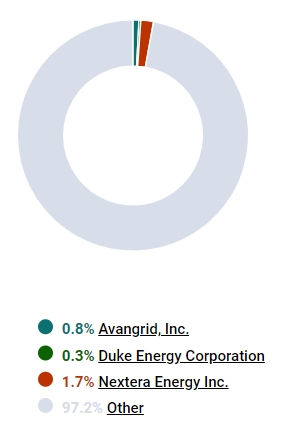 0.8% Avangrid, Inc.
0.3% Duke Energy Corporation
1.7% Nextera Energy Inc.
97.2% Other